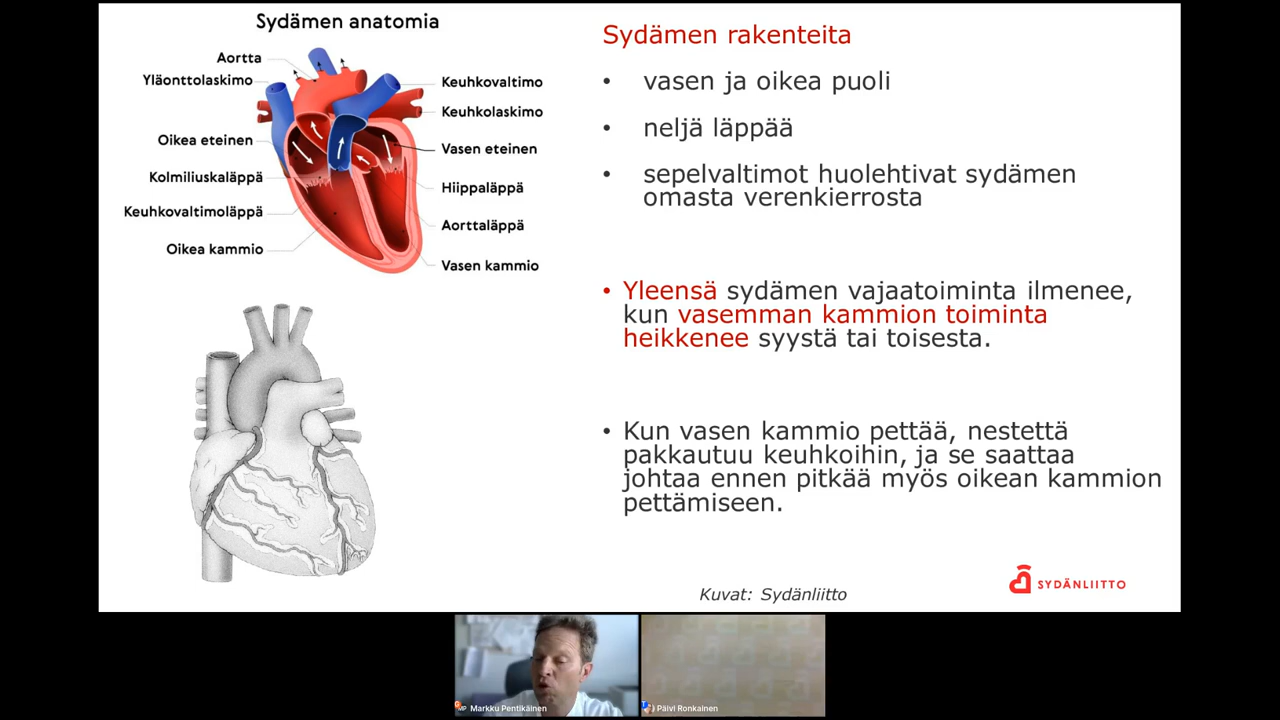 Sydämen anatomia
Aortta
Yläonttolaskimo
Oikea eteinen
Kolmiliuskaläppä
Keuhkovaltimoläppä
Oikea kammio
Keuhkovaltimo
Keuhkolaskimo
Vasen eteinen
Hiippaläppä
Aorttaläppä
Vasen kammio
Sydämen rakenteita
• vasen ja oikea puoli
• neljä läppää
• sepelvaltimot huolehtivat sydämen
omasta verenkierrosta
• Yleensä sydämen vajaatoiminta ilmenee,
kun vasemman kammion toiminta
heikkenee syystä tai toisesta.
• Kun vasen kammio pettää, nestettä
pakkautuu keuhkoihin, ja se saattaa
johtaa ennen pitkää myös oikean kammion
pettämiseen.
Kuvat: Sydänliitto
SYDÄNLIITTO
MP Markku Pentikäinen
Päivi Ronkainen